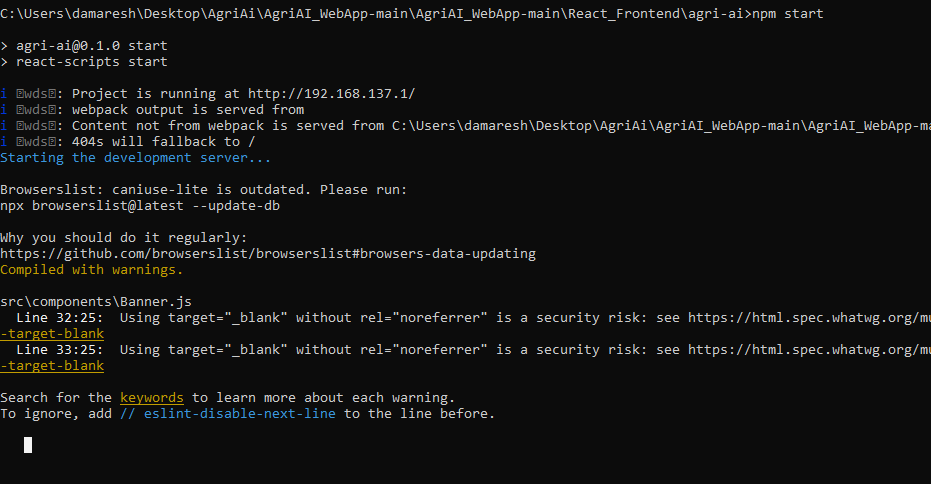 C:\Users\damaresh\Desktop\AgriAi\AgriAI_WebApp-main\AgriAI_WebApp-main\React_Frontend\agri-ai>npm start
> agri-ai@0.1.0 start
> react-scripts start
i wds: Project is running at http://192.168.137.1/
i wds: webpack output is served from
i wds: Content not from webpack is served from C:\Users\damaresh\Desktop\AgriAi\AgriAI_WebApp-main\AgriAI_WebApp-ma
i wds: 404s will fallback to /
Starting the development server...
Browserslist: caniuse-lite is outdated. Please run:
npx browserslist@latest --update-db
Why you should do it regularly:
https://github.com/browserslist/browserslist#browsers-data-updating
Compiled with warnings.
src\components\Banner.js
Line 32:25: Using target="_blank" without rel="noreferrer" is a security risk: see https://html.spec.whatwg.org/mu
-target-blank
Line 33:25: Using target="_blank" without rel="noreferrer" is a security risk: see https://html.spec.whatwg.org/mu
-target-blank
Search for the keywords to learn more about each warning.
To ignore, add // eslint-disable-next-line to the line before.